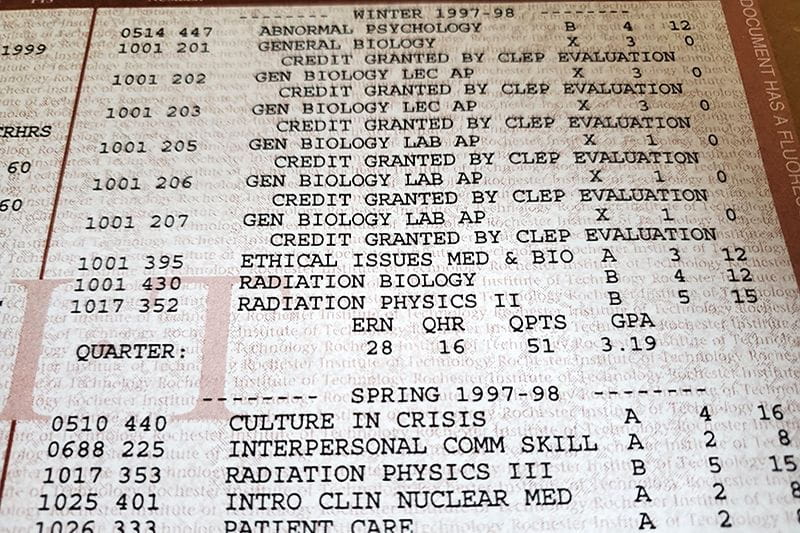 -------- WINTER 1997-98 --------
0514 447 ABNORMAL PSYCHOLOGY B 4 12
1999 1001 201 GENERAL BIOLOGY X 3 0
CREDIT GRANTED BY CLEP EVALUATION
1001 202 GEN BIOLOGY LEC AP X 3 0
CREDIT GRANTED BY CLEP EVALUATION
1001 203 GEN BIOLOGY LEC AP X 3 0
CRHRS CREDIT GRANTED BY CLEP EVALUATION
1001 205 GEN BIOLOGY LAB AP X 1 0
60 CREDIT GRANTED BY CLEP EVALUATION
1001 206 GEN BIOLOGY LAB AP X 1 0
60 CREDIT GRANTED BY CLEP EVALUATION
1001 207 GEN BIOLOGY LAB AP X 1 0
CREDIT GRANTED BY CLEP EVALUATION
1001 395 ETHICAL ISSUES MED & BIO A 3 12
1001 430 RADIATION BIOLOGY B 4 12
1017 352 RADIATION PHYSICS II B 5 15
ERN QHR QPTS GPA
QUARTER: 28 16 51 3.19
-------- SPRING 1997-98 --------
0510 440 CULTURE IN CRISIS A 4 16
0688 225 INTERPERSONAL COMM SKILL A 2 8
1017 353 RADIATION PHYSICS III B 5 15
1025 401 INTRO CLIN NUCLEAR MED A 2 8
1026 333 PATIENT CARE A 2
DOCUMENT HAS A FLUORES
Rochester Institute of Technology